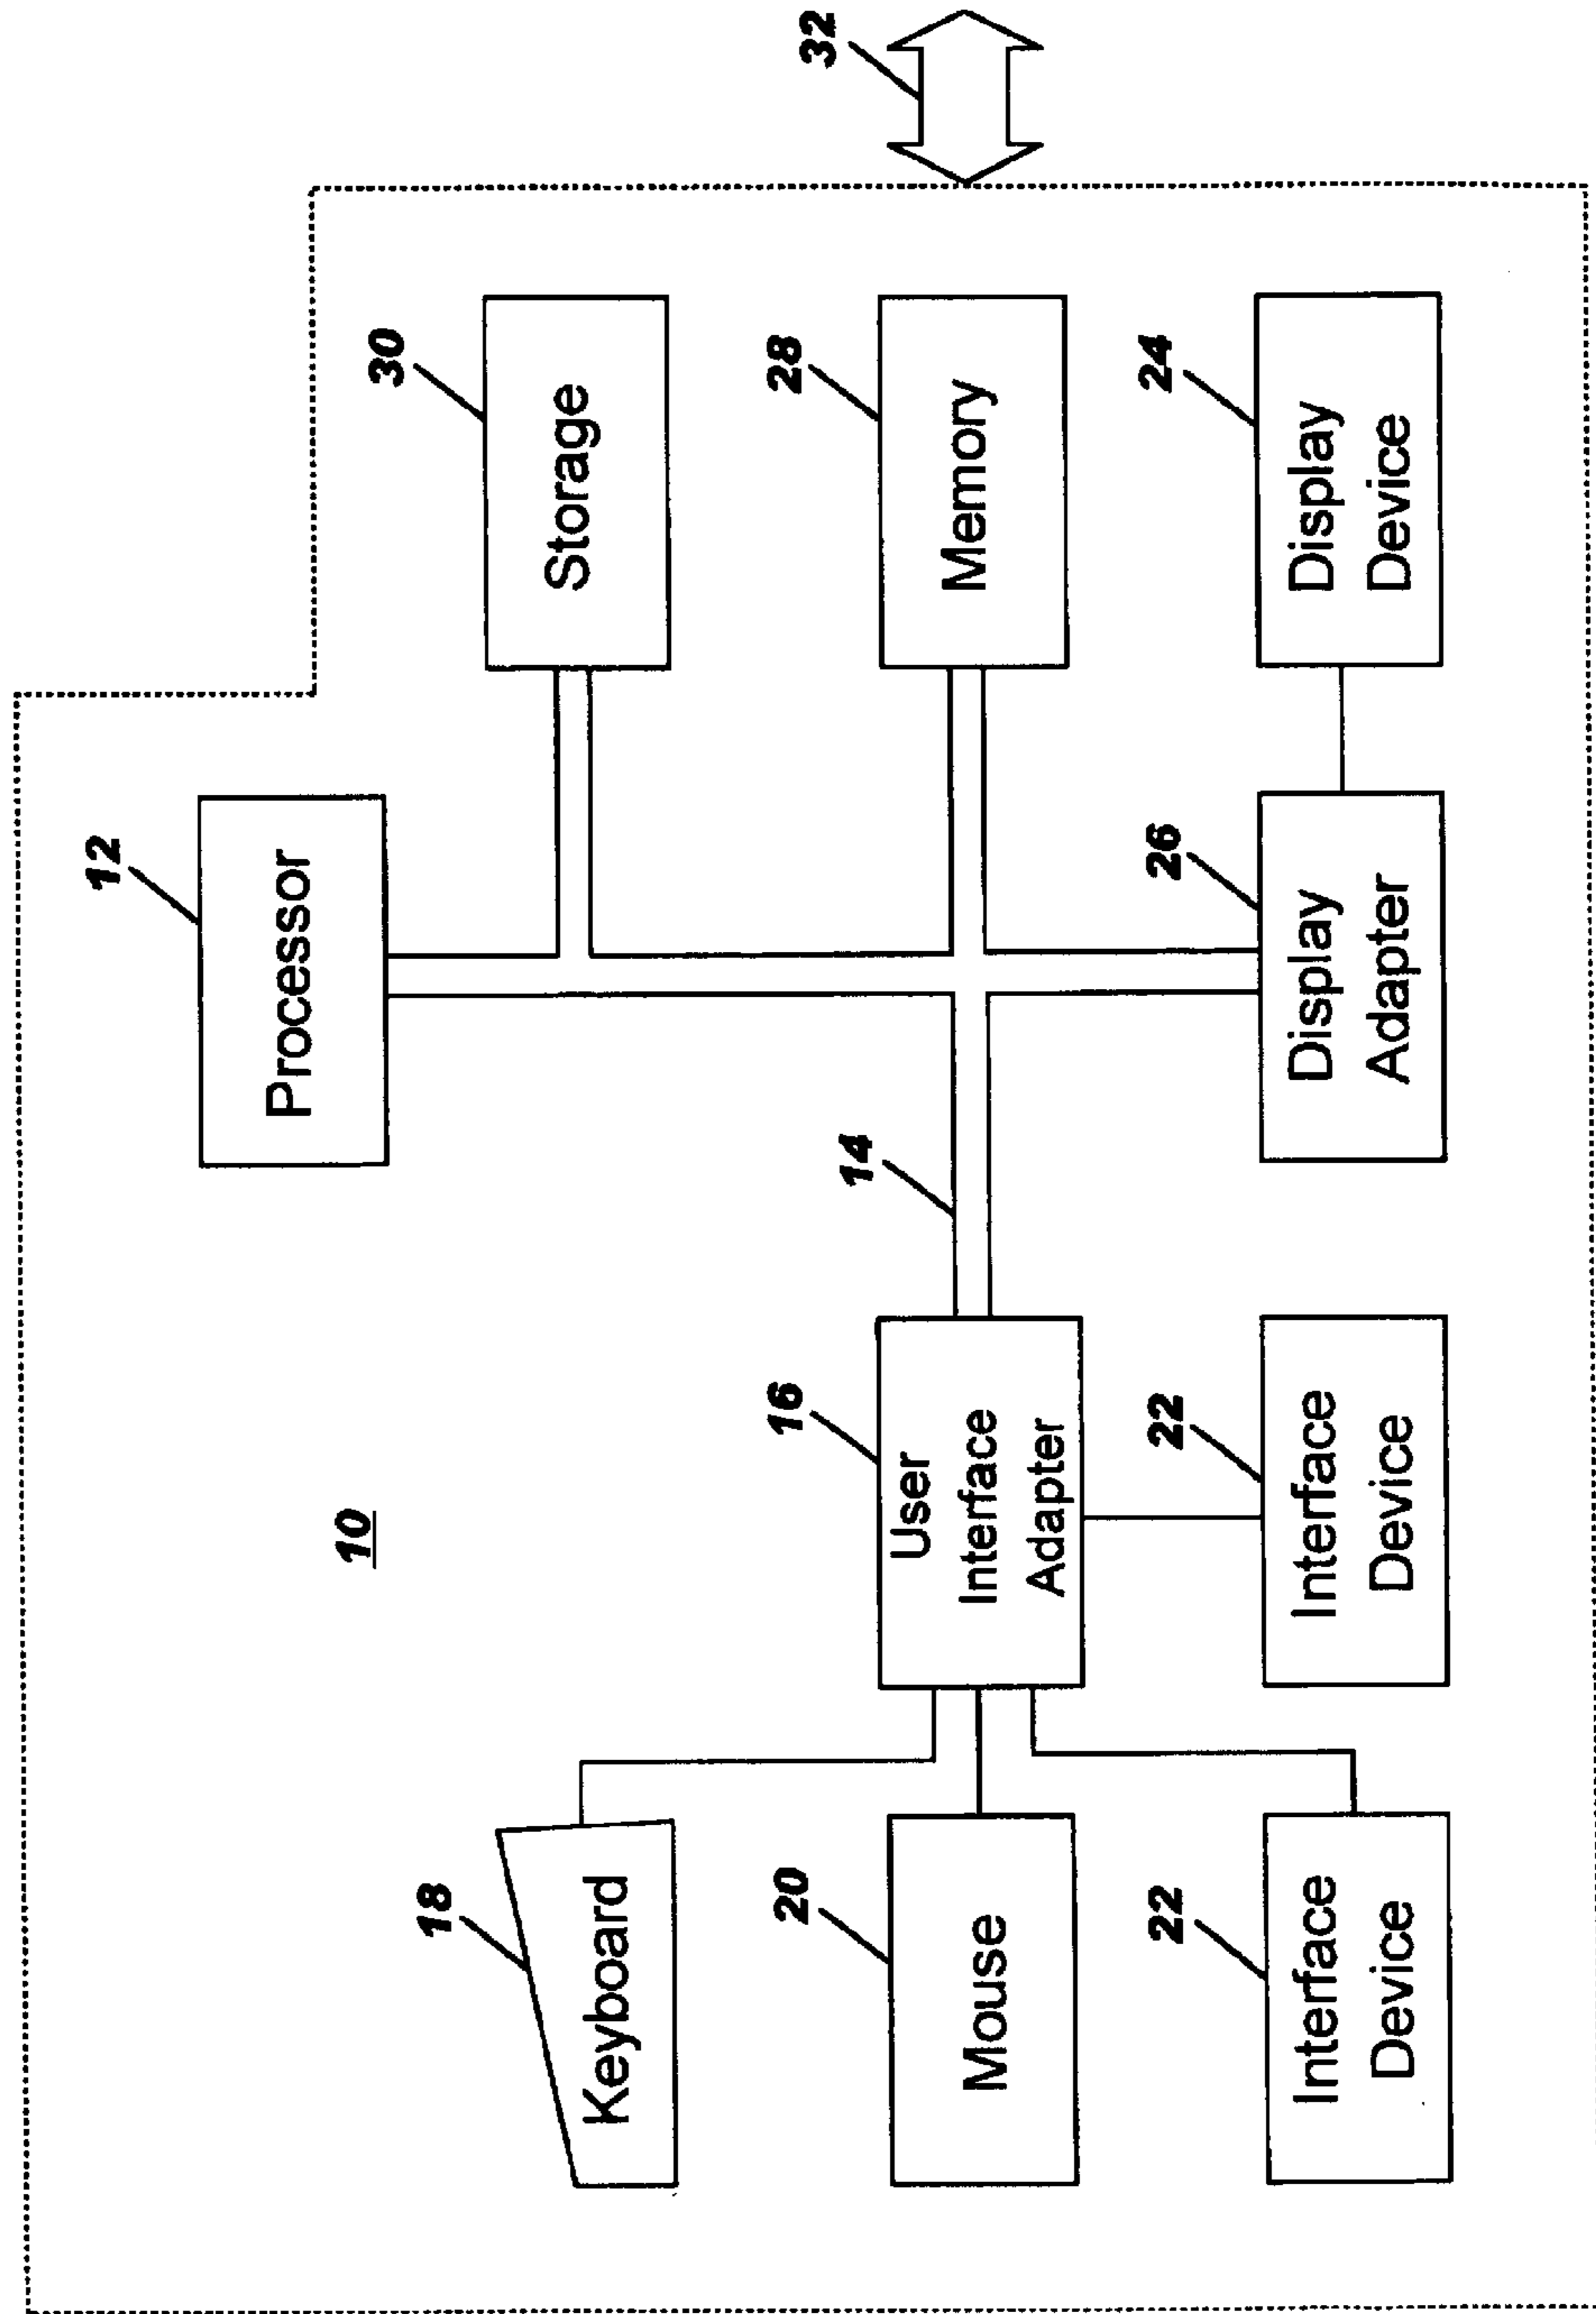 10
12
Processor
30
Storage
32
18
Keyboard
20
Mouse
16
User
Interface
Adapter
14
28
Memory
22
Interface
Device
22
Interface
Device
26
Display
Adapter
24
Display
Device